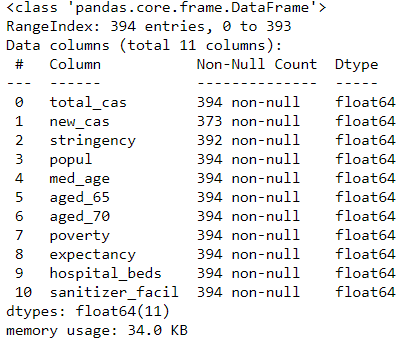 <class 'pandas.core.frame.DataFrame'>
RangeIndex: 394 entries, 0 to 393
Data columns (total 11 columns):
 #   Column           Non-Null Count  Dtype
---  ------           --------------  -----
 0   total_cas        394 non-null    float64
 1   new_cas          373 non-null    float64
 2   stringency       392 non-null    float64
 3   popul            394 non-null    float64
 4   med_age          394 non-null    float64
 5   aged_65          394 non-null    float64
 6   aged_70          394 non-null    float64
 7   poverty          394 non-null    float64
 8   expectancy       394 non-null    float64
 9   hospital_beds    394 non-null    float64
 10  sanitizer_facil  394 non-null    float64
dtypes: float64(11)
memory usage: 34.0 KB